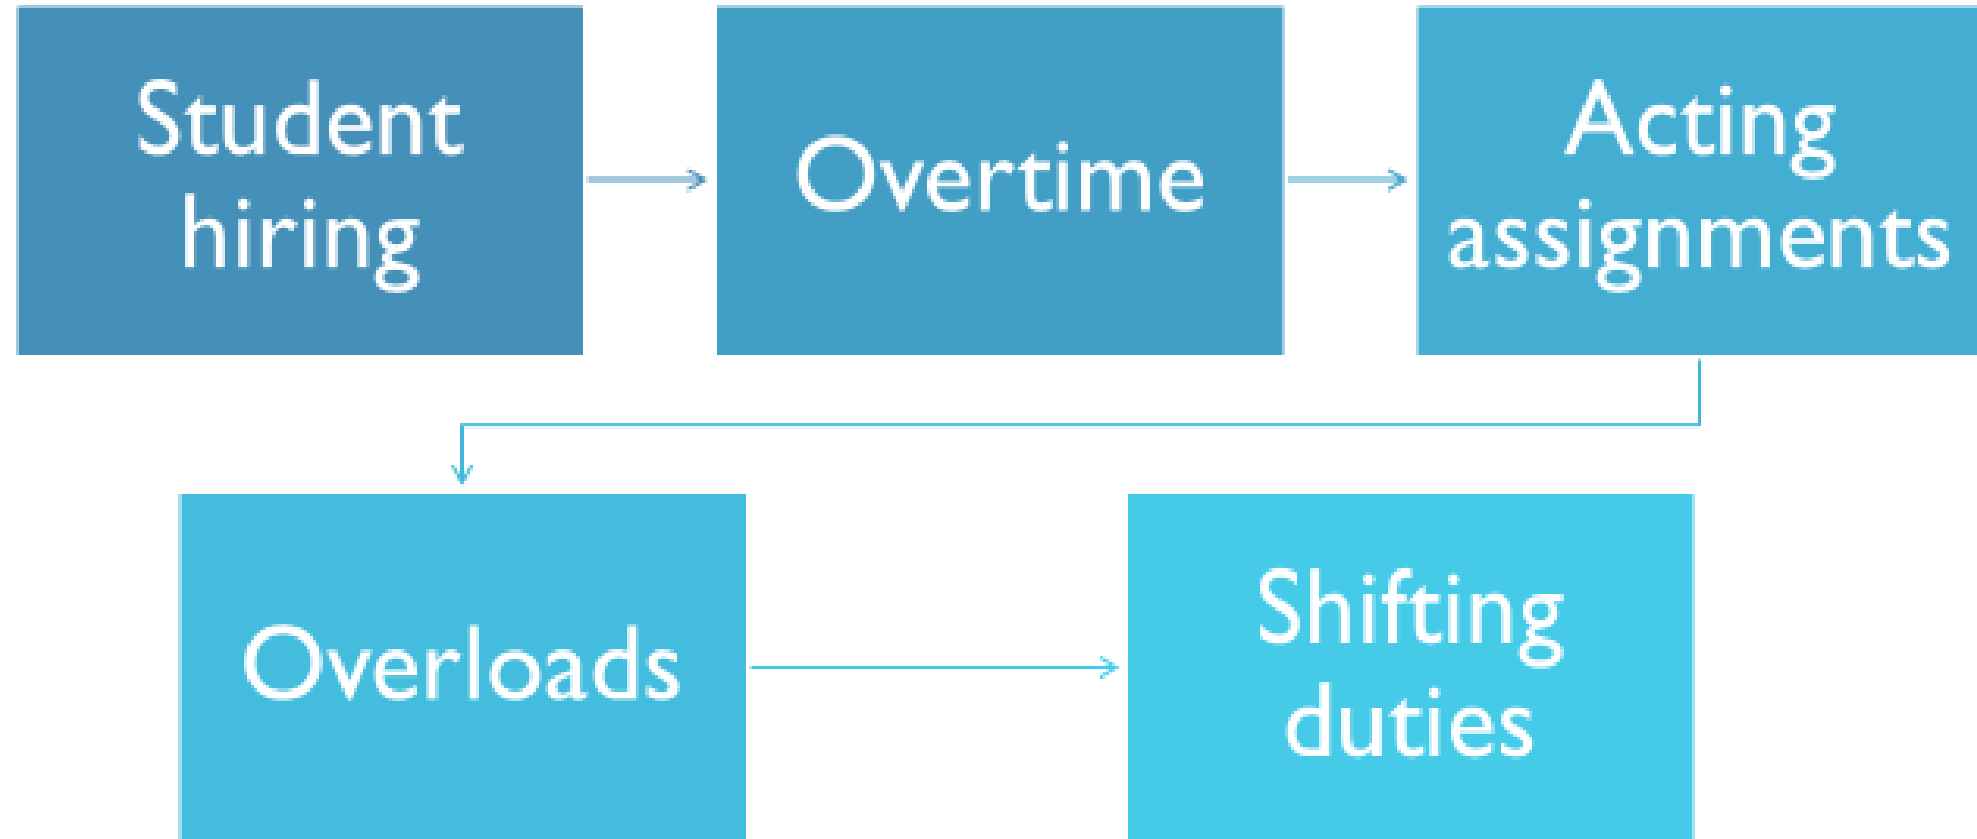 Student
hiring
Overtime
Acting
assignments
Overloads
Shifting
duties